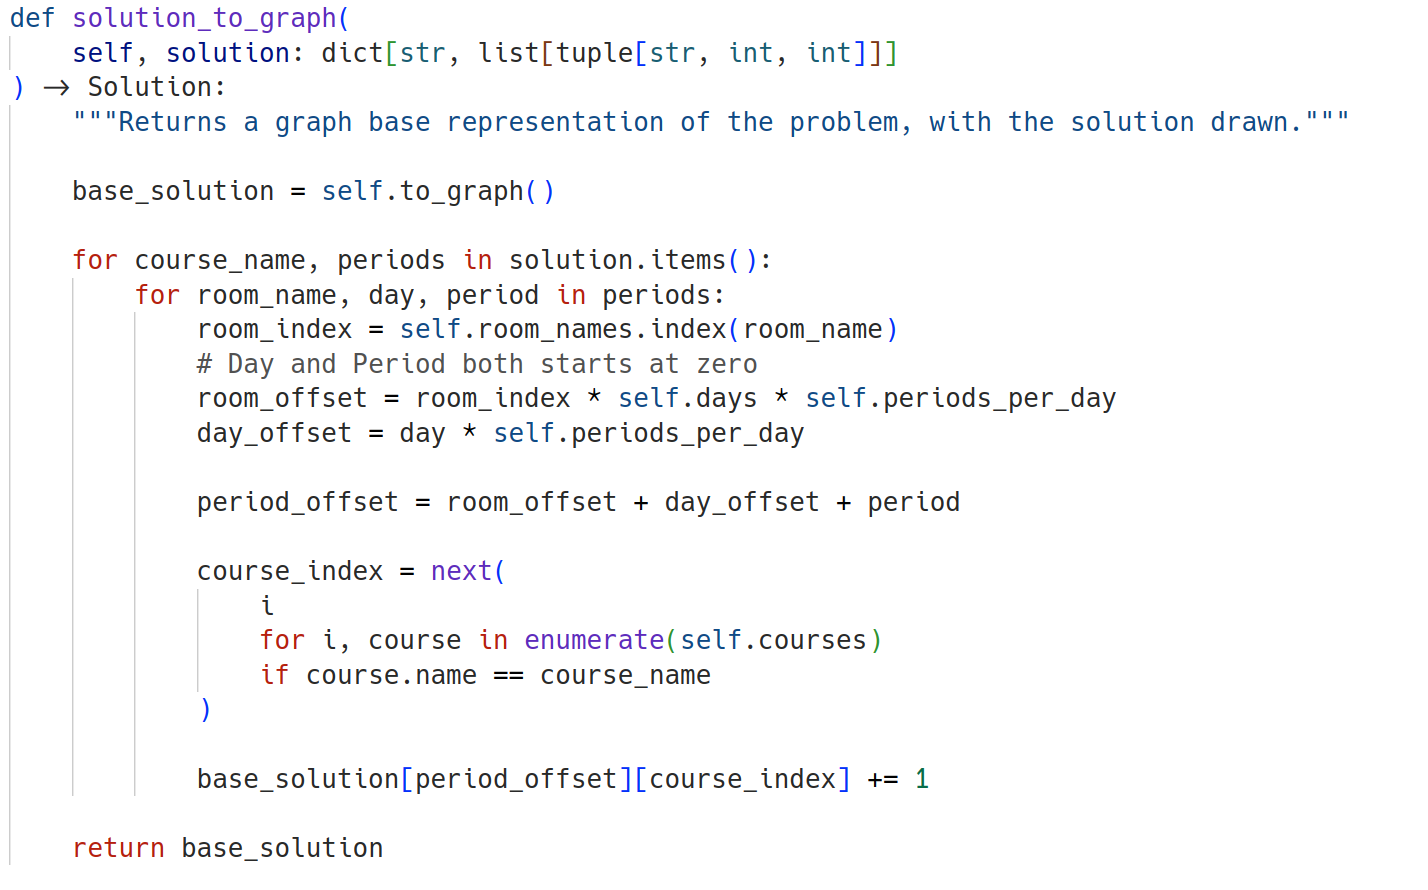 def solution_to_graph(
    self, solution: dict[str, list[tuple[str, int, int]]]
) → Solution:
    """Returns a graph base representation of the problem, with the solution drawn."""

    base_solution = self.to_graph()

    for course_name, periods in solution.items():
        for room_name, day, period in periods:
            room_index = self.room_names.index(room_name)
            # Day and Period both starts at zero
            room_offset = room_index * self.days * self.periods_per_day
            day_offset = day * self.periods_per_day

            period_offset = room_offset + day_offset + period

            course_index = next(
                i
                for i, course in enumerate(self.courses)
                if course.name == course_name
            )

            base_solution[period_offset][course_index] += 1

    return base_solution